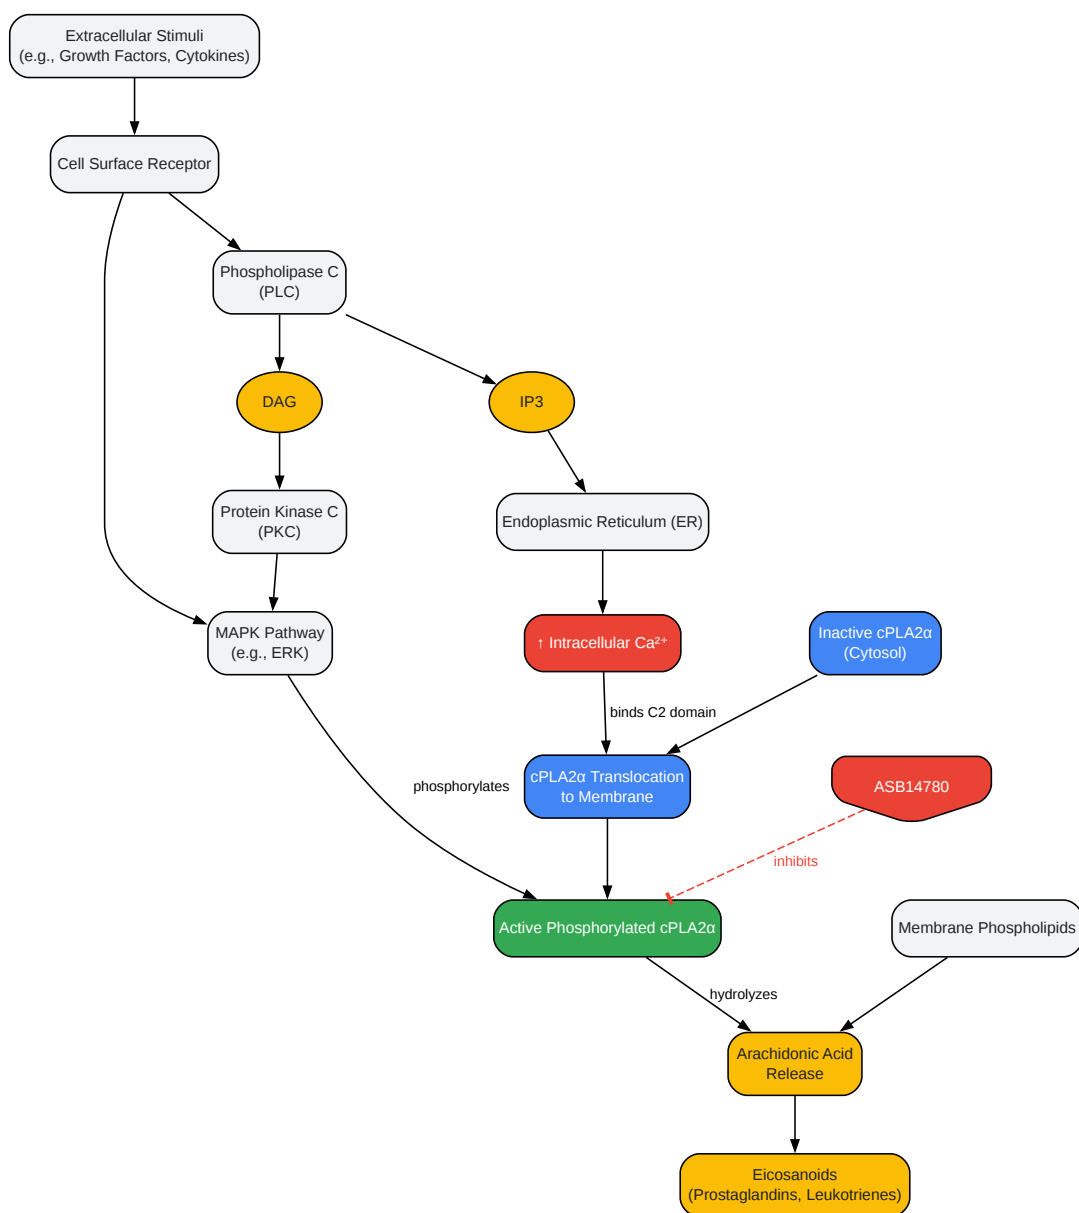 Extracellular Stimuli
(e.g., Growth Factors, Cytokines)
Cell Surface Receptor
Phospholipase C
(PLC)
DAG
IP3
Protein Kinase C
(PKC)
Endoplasmic Reticulum (ER)
MAPK Pathway
(e.g., ERK)
↑ Intracellular Ca²⁺
Inactive cPLA2α
(Cytosol)
binds C2 domain
phosphorylates
cPLA2α Translocation
to Membrane
ASB14780
inhibits
Active Phosphorylated cPLA2α
Membrane Phospholipids
hydrolyzes
Arachidonic Acid
Release
Eicosanoids
(Prostaglandins, Leukotrienes)